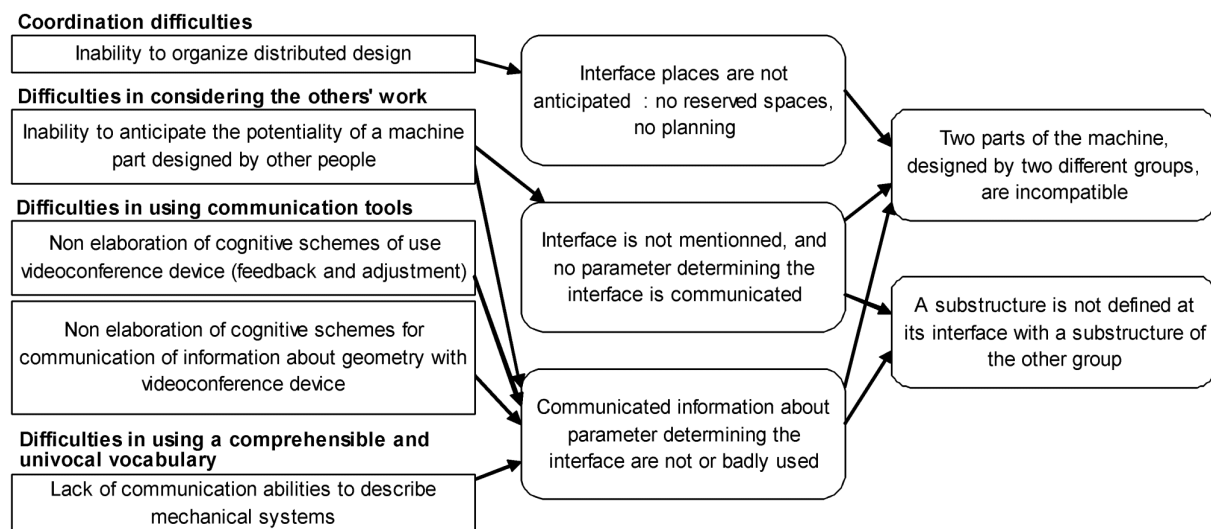 Coordination difficulties
Inability to organize distributed design
Difficulties in considering the others' work
Inability to anticipate the potentiality of a machine
part designed by other people
Difficulties in using communication tools
Non elaboration of cognitive schemes of use
videoconference device (feedback and adjustment)
Non elaboration of cognitive schemes for
communication of information about geometry with
videoconference device
Difficulties in using a comprehensible and
univocal vocabulary
Lack of communication abilities to describe
mechanical systems
Interface places are not
anticipated : no reserved spaces,
no planning
Interface is not mentionned, and
no parameter determining the
interface is communicated
Communicated information about
parameter determining the
interface are not or badly used
Two parts of the machine,
designed by two different groups,
are incompatible
A substructure is not defined at
its interface with a substructure of
the other group